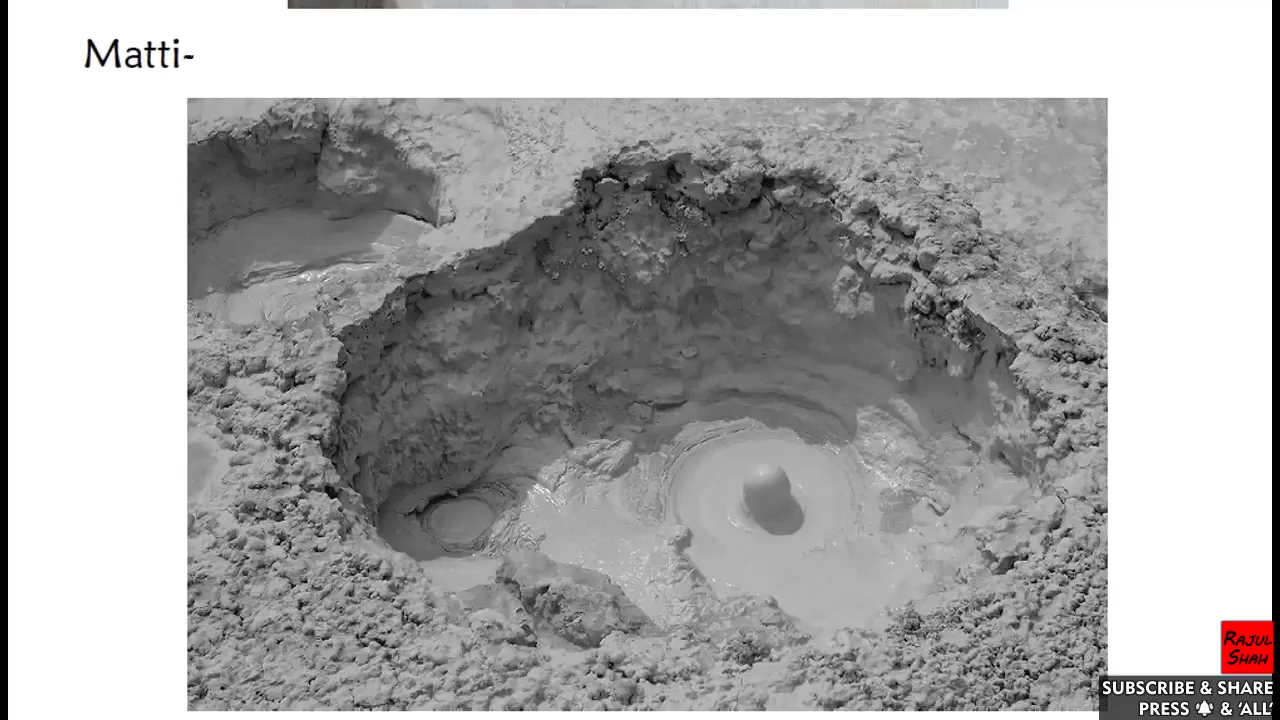 Matti-
RAJUL
SHAH
SUBSCRIBE & SHARE
PRESS 🔔 & 'ALL'